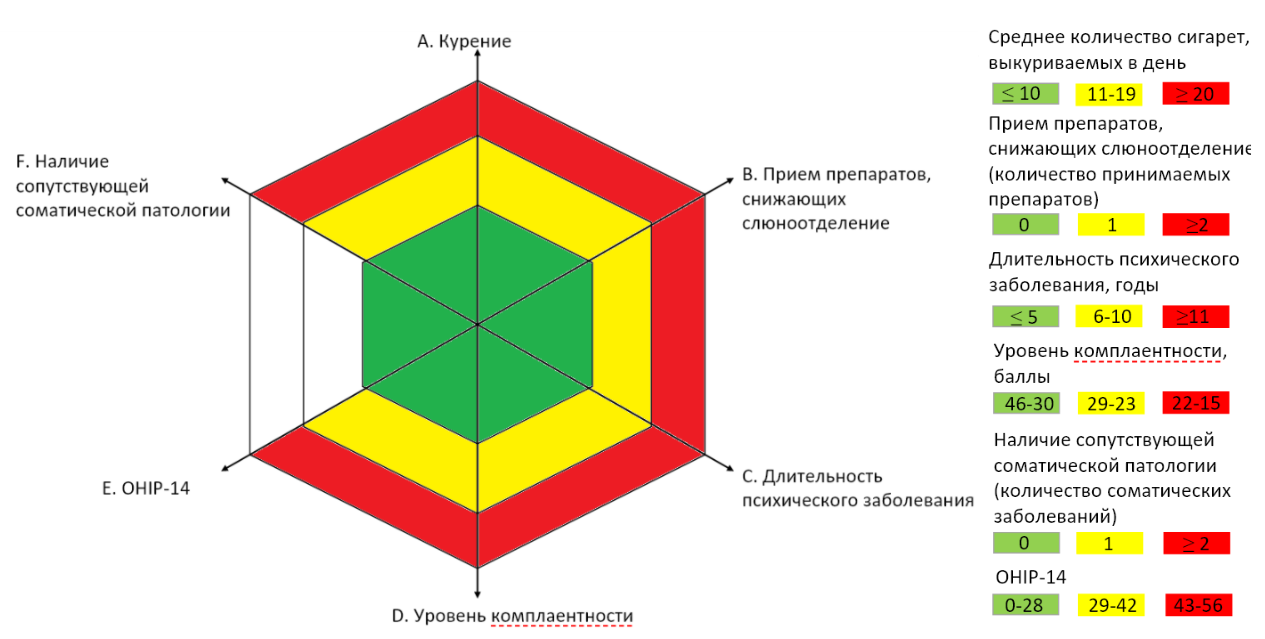 A. Курение
B. Прием препаратов,
снижающих
слюноотделение
C. Длительность
психического заболевания
D. Уровень комплаентности
E. OHIP-14
F. Наличие
сопутствующей
соматической патологии
Среднее количество сигарет,
выкуриваемых в день
≤ 10 11-19 ≥ 20
Прием препаратов,
снижающих слюноотделение
(количество принимаемых
препаратов)
0 1 ≥2
Длительность психического
заболевания, годы
≤ 5 6-10 ≥11
Уровень комплаентности,
баллы
46-30 29-23 22-15
Наличие сопутствующей
соматической патологии
(количество соматических
заболеваний)
0 1 ≥ 2
OHIP-14
0-28 29-42 43-56